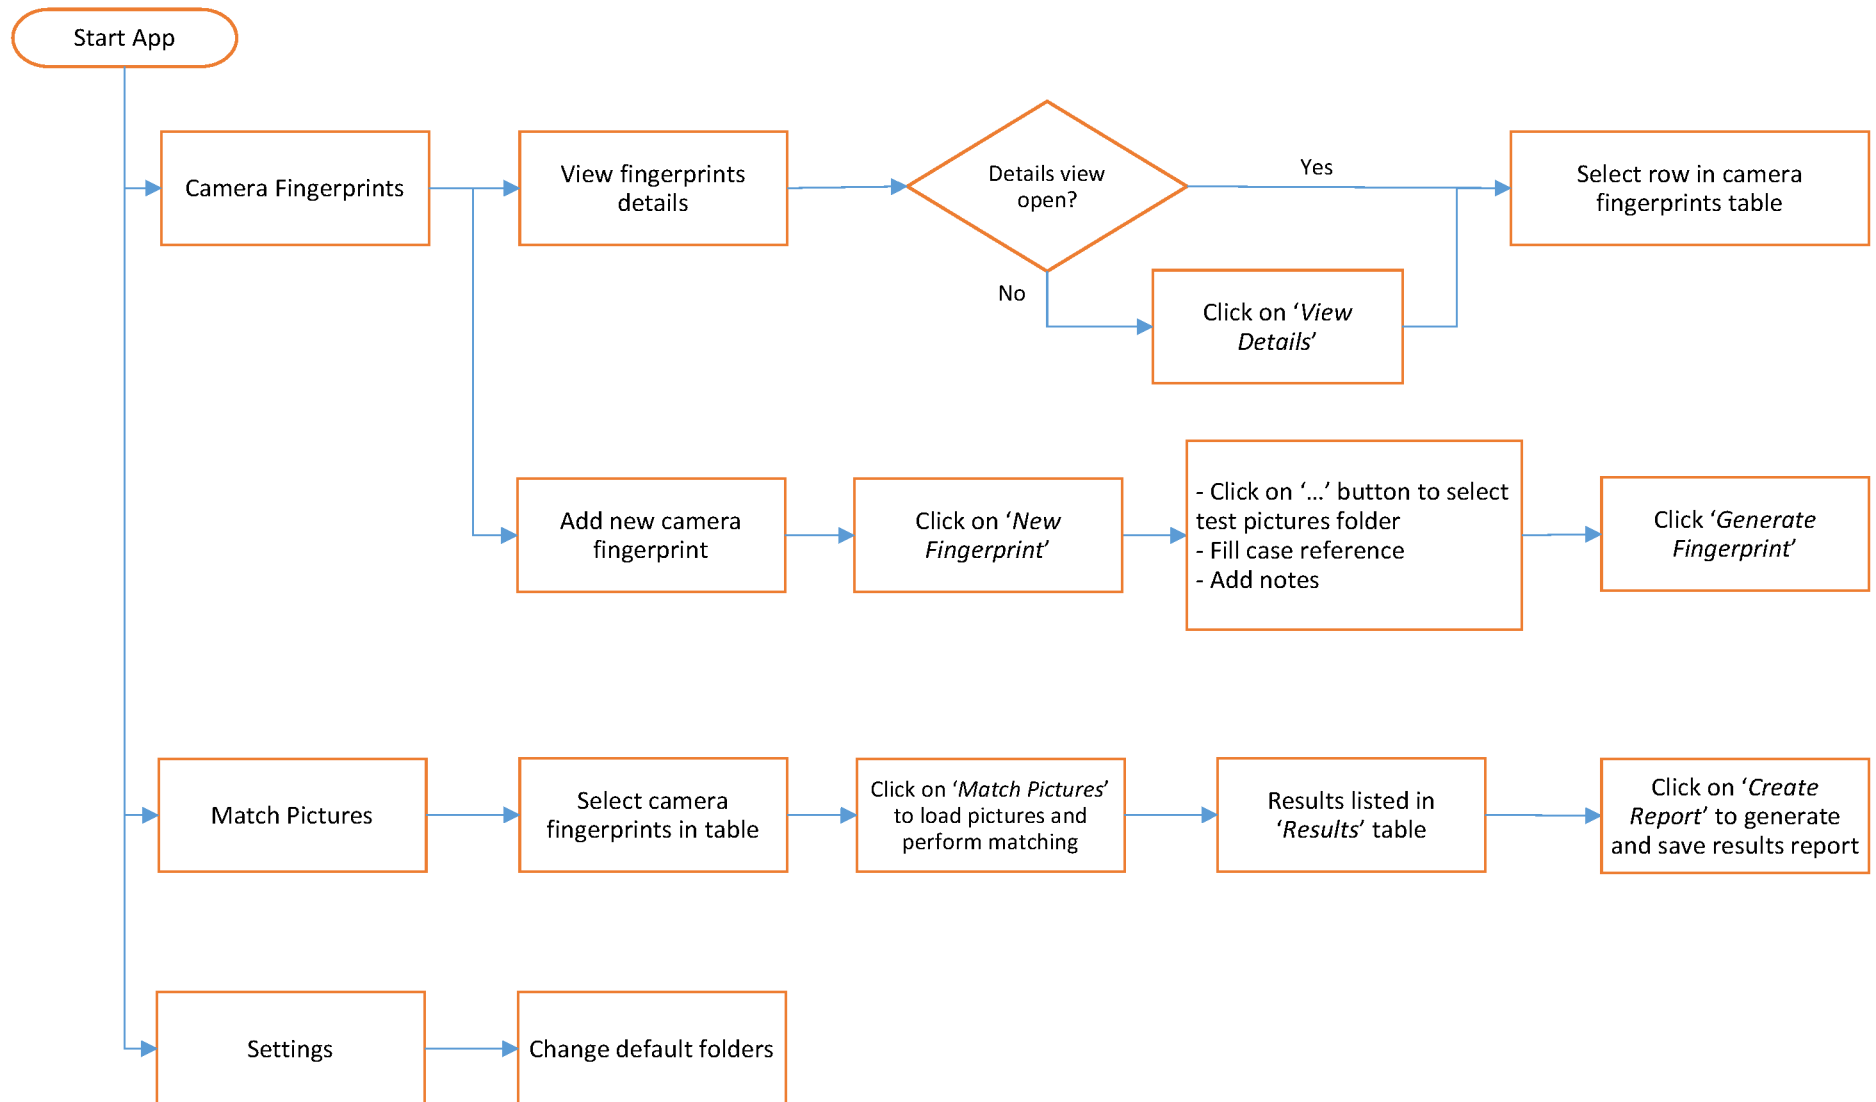 Start App
Camera Fingerprints
View fingerprints
details
Details view
open?
Yes
Select row in camera
fingerprints table
No
Click on ‘View
Details’
Add new camera
fingerprint
Click on ‘New
Fingerprint’
- Click on ‘...’ button to select
test pictures folder
- Fill case reference
- Add notes
Click ‘Generate
Fingerprint’
Match Pictures
Select camera
fingerprints in table
Click on ‘Match Pictures’
to load pictures and
perform matching
Results listed in
‘Results’ table
Click on ‘Create
Report’ to generate
and save results report
Settings
Change default folders